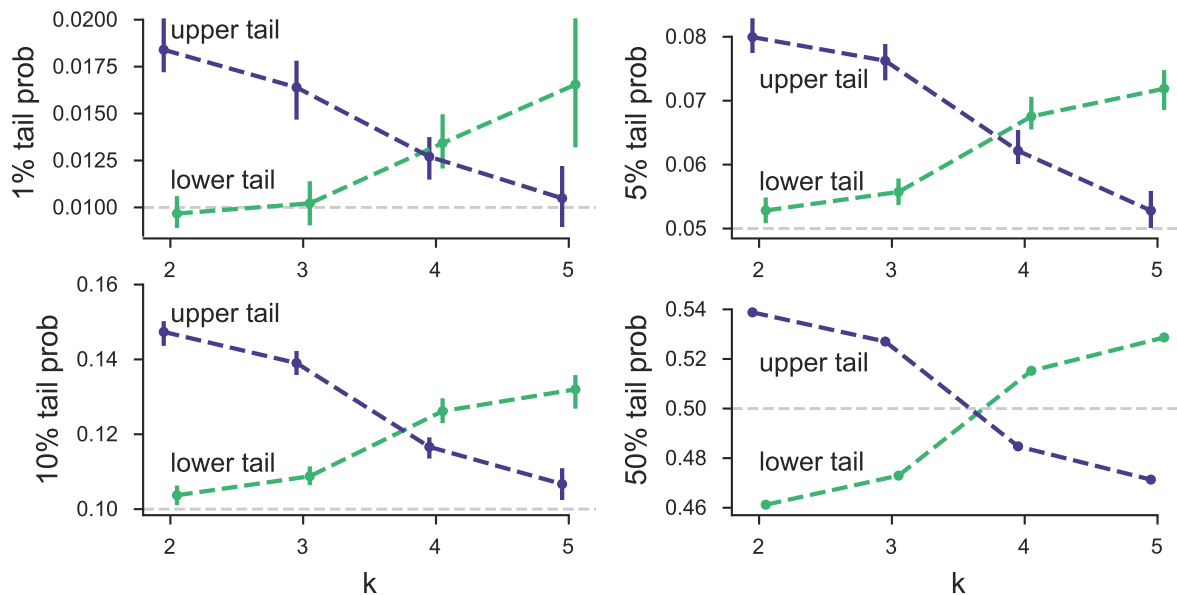 1% tail prob
0.0200
0.0175
0.0150
0.0125
0.0100
upper tail
lower tail
2 3 4 5
5% tail prob
0.08
0.07
0.06
0.05
upper tail
lower tail
2 3 4 5
10% tail prob
0.16
0.14
0.12
0.10
upper tail
lower tail
2 3 4 5
k
50% tail prob
0.54
0.52
0.50
0.48
0.46
upper tail
lower tail
2 3 4 5
k